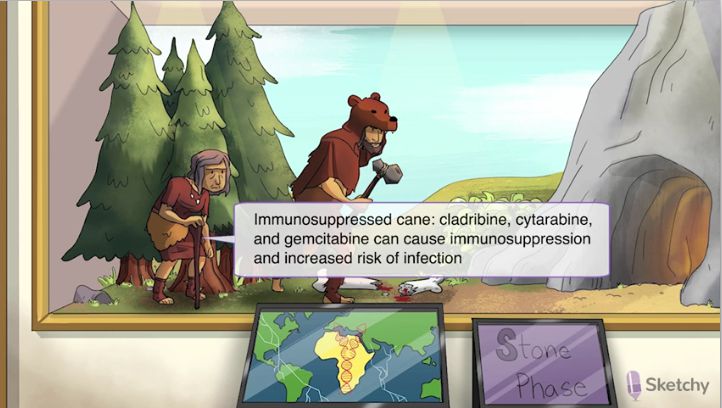 Immunosuppressed cane: cladribine, cytarabine,
and gemcitabine can cause immunosuppression
and increased risk of infection
Stone
Phase
Sketchy